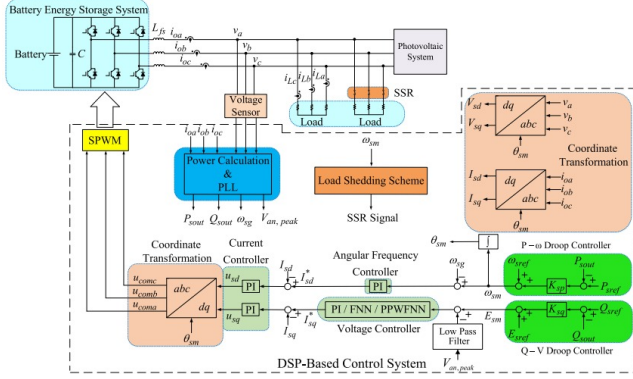 Battery Energy Storage System
Battery
C
L_fs
i_oa
i_ob
i_oc
v_a
v_b
v_c
Photovoltaic
System
i_Lc
i_Lb
i_La
SSR
Load
Load
Voltage
Sensor
SPWM
i_oa i_ob i_oc
Power Calculation
&
PLL
P_sout Q_sout ω_sg V_an, peak
ω_sm
Load Shedding Scheme
SSR Signal
V_sd
V_sq
dq
abc
v_a
v_b
v_c
θ_sm
Coordinate
Transformation
I_sd
I_sq
dq
abc
i_oa
i_ob
i_oc
θ_sm
Coordinate
Transformation
Current
Controller
Angular Frequency
Controller
θ_sm
∫
P−ω Droop Controller
u_comc
u_comb
u_coma
abc
dq
θ_sm
u_sd
u_sq
PI
PI
I_sd
I*_sd
I*_sq
I_sq
PI
PI / FNN / PPWFNN
Voltage Controller
ω_sg
ω_sm
ω_sref
K_sp
P_sout
P_sref
E_sm
E_sref
K_sq
Q_sref
Q_sout
Low Pass
Filter
V_an,peak
Q−V Droop Controller
DSP-Based Control System